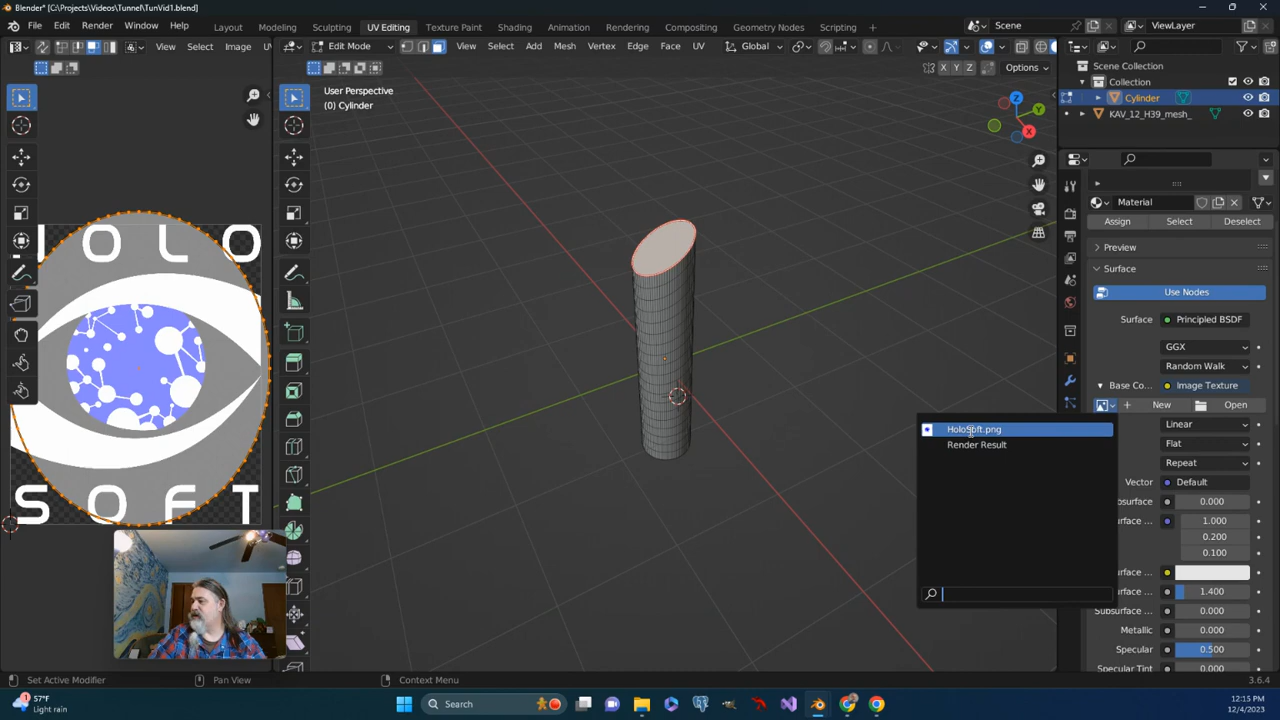 Blender* [C:\Projects\Videos\Tunnel\TunVid1.blend]
File Edit Render Window Help
Layout Modeling Sculpting UV Editing Texture Paint Shading Animation Rendering Compositing Geometry Nodes Scripting
Scene ViewLayer
View Select Image UV
Edit Mode View Select Add Mesh Vertex Edge Face UV Global
X Y Z Options
User Perspective
(0) Cylinder
Scene Collection
Collection
Cylinder
KAV_12_H39_mesh_
Material
Assign Select Deselect
Preview
Surface
Use Nodes
Surface Principled BSDF
GGX
Random Walk
Base Co... Image Texture
New Open
HoloSoft.png
Render Result
Linear
Flat
Repeat
Vector Default
0.000
1.000
0.200
0.100
1.400
Subsurface ... 0.000
Metallic 0.000
Specular 0.500
Specular Tint 0.000
X Y Z
OLO
SOFT
Set Active Modifier Pan View Context Menu 3.6.4
57°F
Light rain
1
Search
12:15 PM
12/4/2023